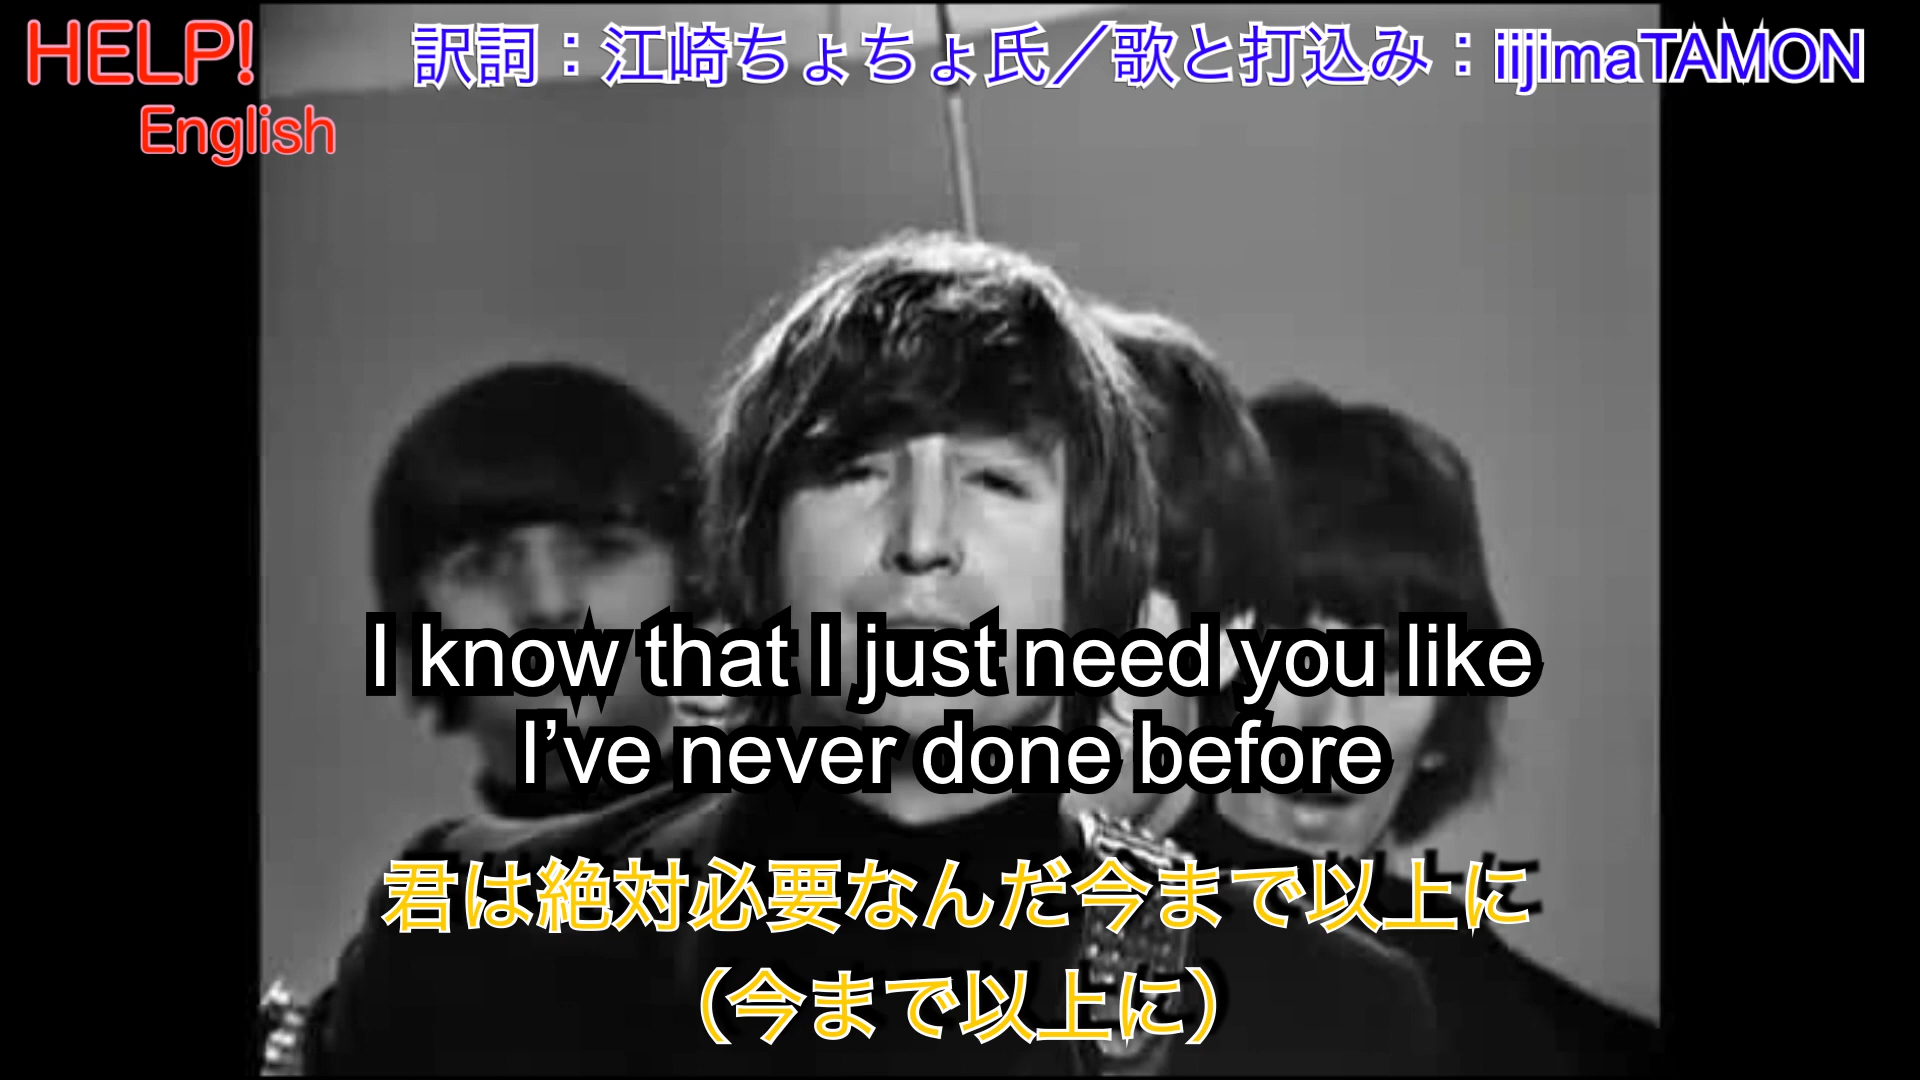 HELP!
English
訳詞：江崎ちょちょ氏／歌と打込み：iijimaTAMON
I know that I just need you like
I’ve never done before
君は絶対必要なんだ今まで以上に
（今まで以上に）